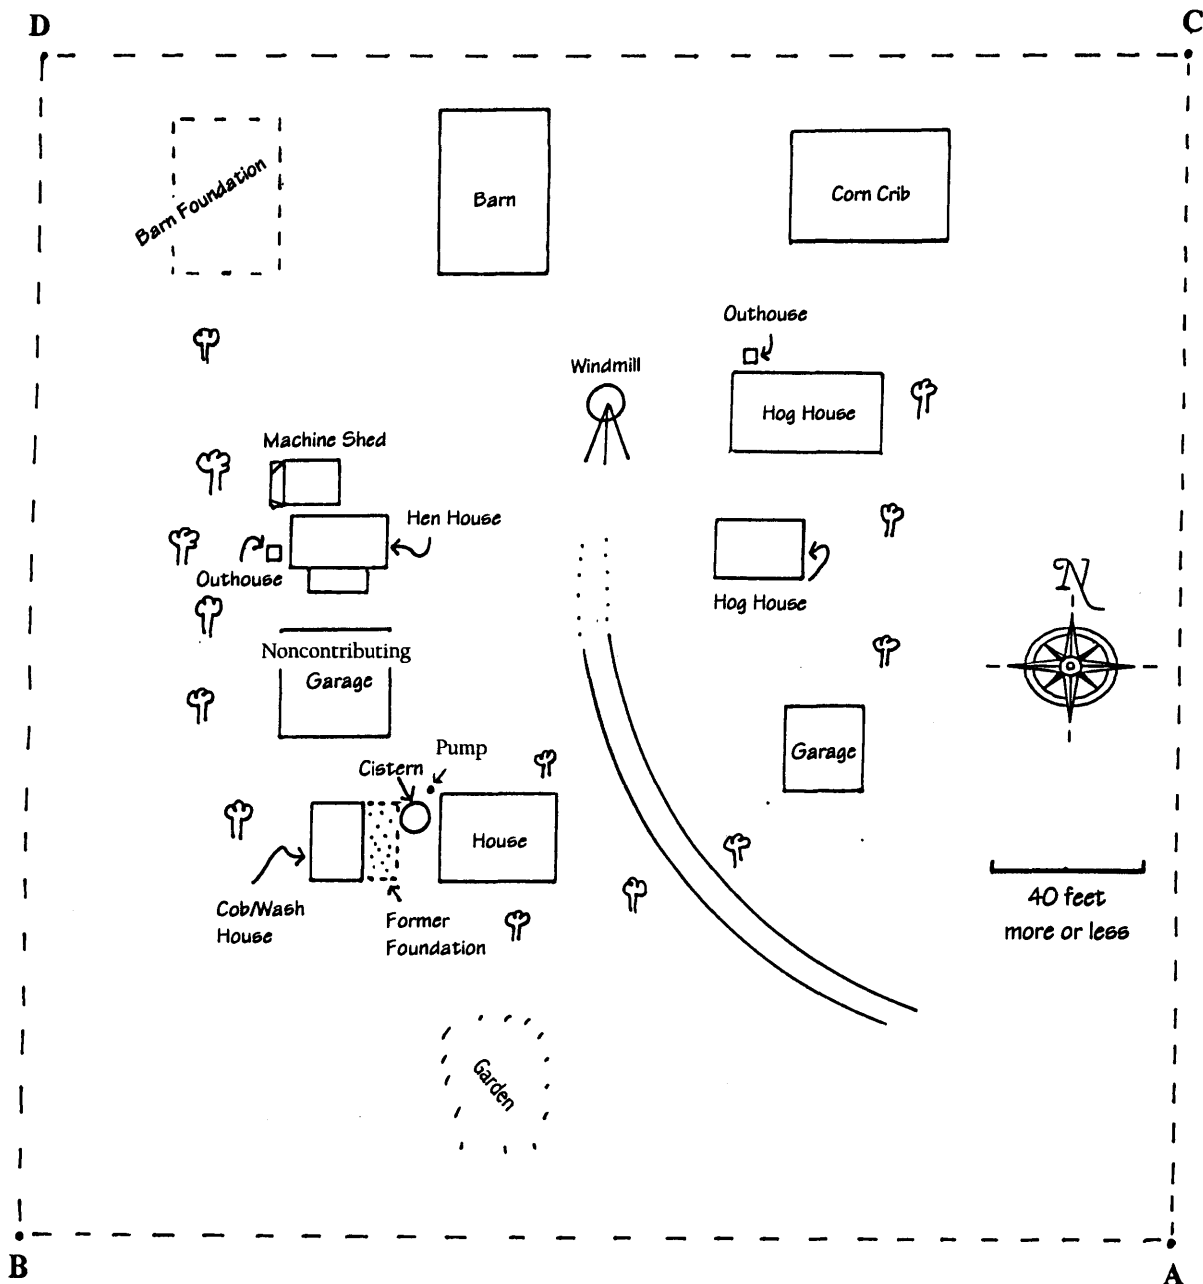 D
C
Barn Foundation
Barn
Corn Crib
Outhouse
Windmill
Hog House
Machine Shed
Hen House
Outhouse
Hog House
N
Noncontributing
Garage
Garage
Pump
Cistern
House
40 feet
more or less
Cob/Wash
House
Former
Foundation
Garden
B
A